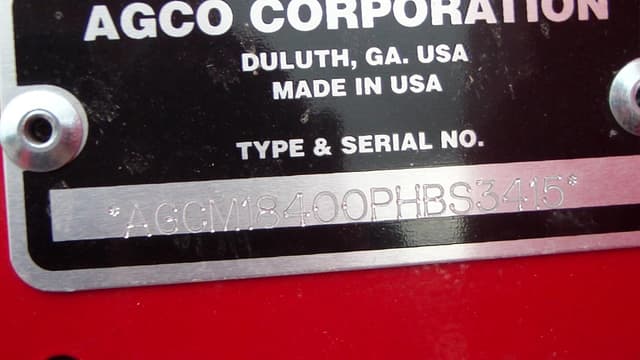 AGCO CORPORATION
DULUTH, GA. USA
MADE IN USA
TYPE & SERIAL NO.
*AGCM18400PHBS3415*